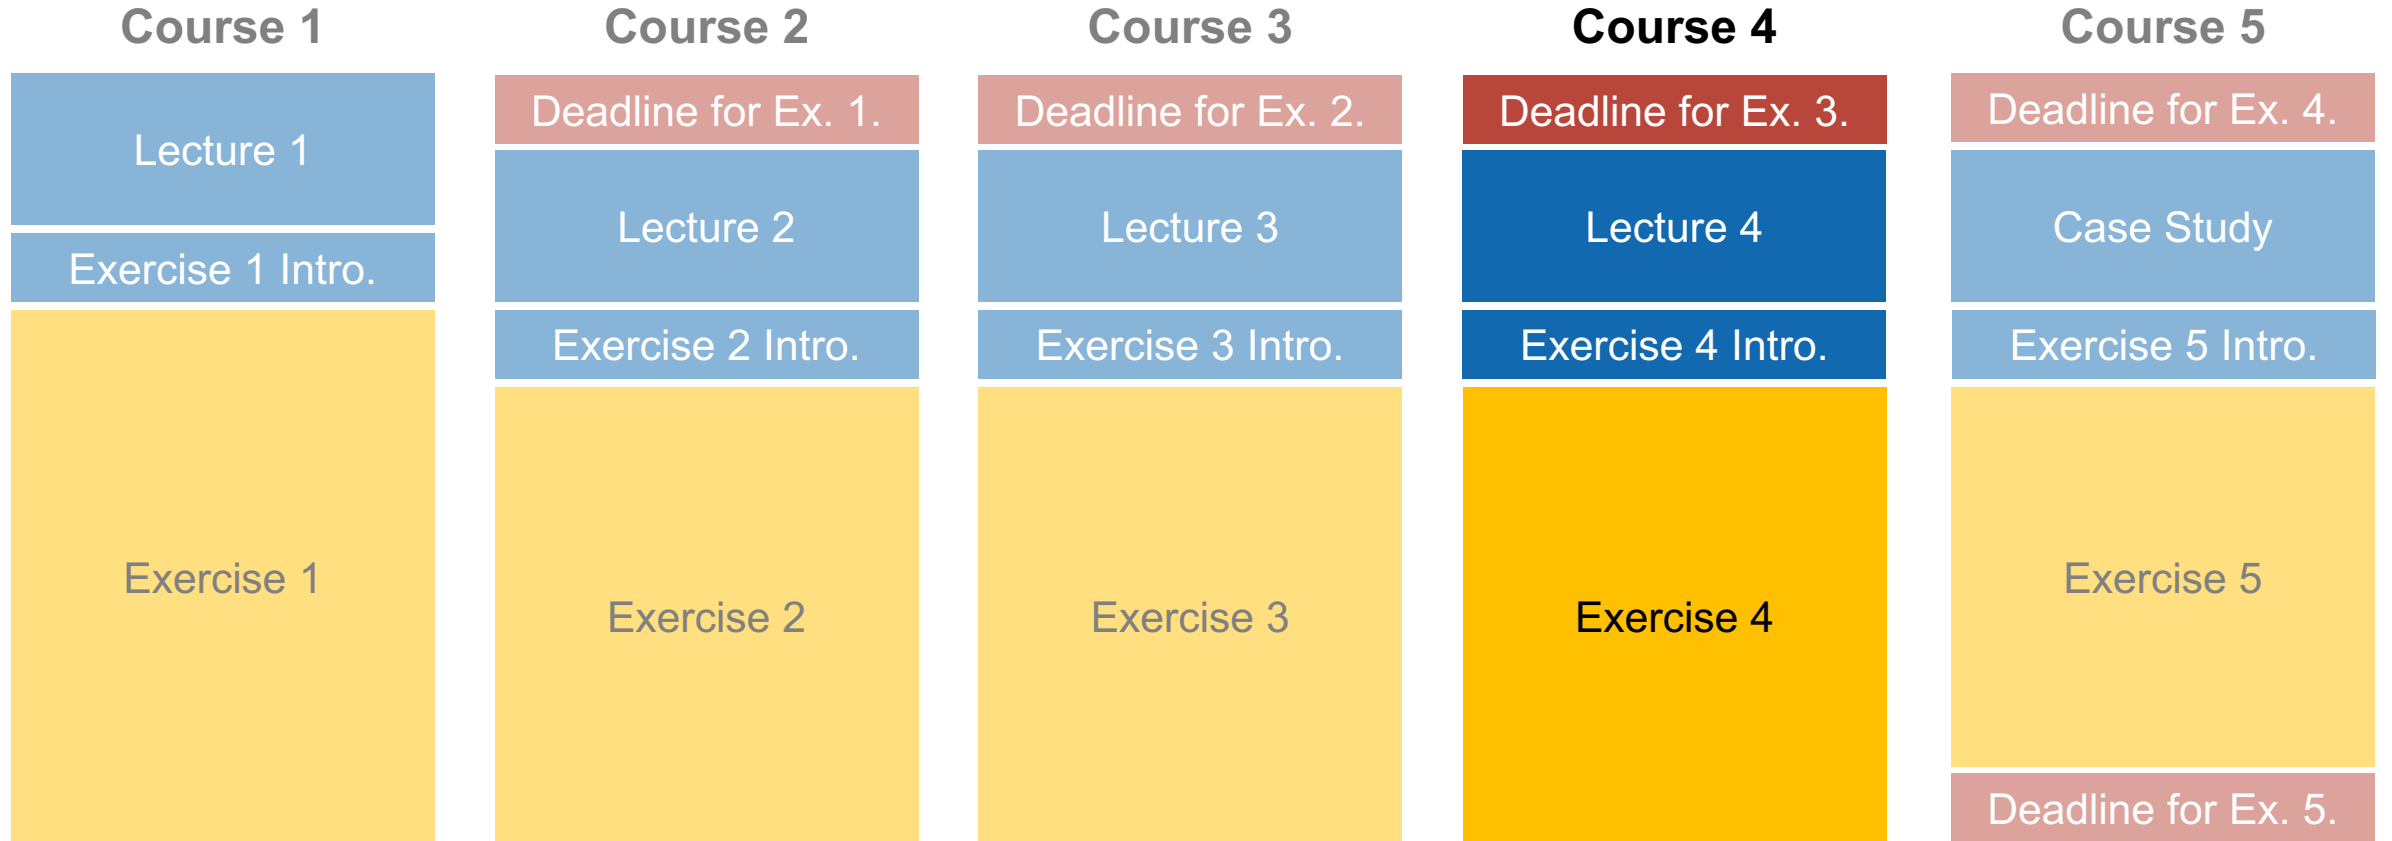 Course 1
Lecture 1
Exercise 1 Intro.
Exercise 1
Course 2
Deadline for Ex. 1.
Lecture 2
Exercise 2 Intro.
Exercise 2
Course 3
Deadline for Ex. 2.
Lecture 3
Exercise 3 Intro.
Exercise 3
Course 4
Deadline for Ex. 3.
Lecture 4
Exercise 4 Intro.
Exercise 4
Course 5
Deadline for Ex. 4.
Case Study
Exercise 5 Intro.
Exercise 5
Deadline for Ex. 5.